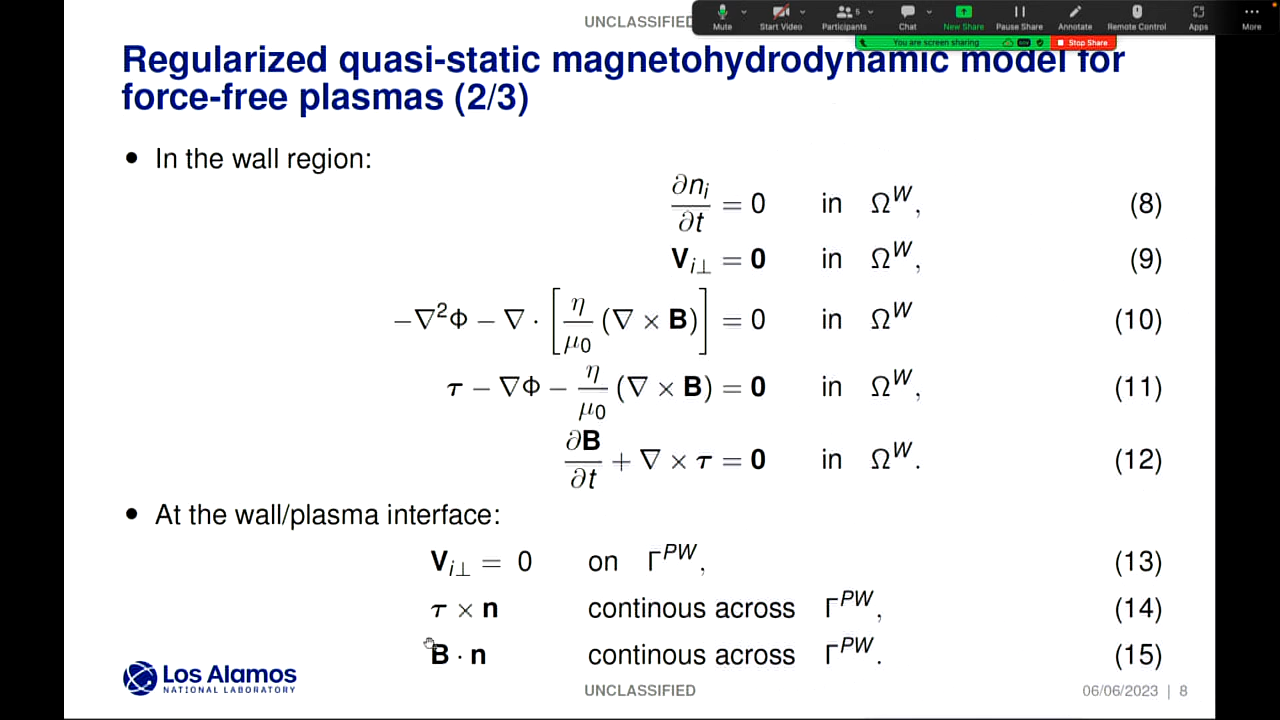 UNCLASSIFIED
Mute
Start Video
Participants
5
Chat
New Share
Pause Share
Annotate
Remote Control
Apps
More
You are screen sharing
Stop Share
Regularized quasi-static magnetohydrodynamic model for
force-free plasmas (2/3)
• In the wall region:
∂nᵢ/∂t = 0 in Ω^W, (8)
V_{i⊥} = 0 in Ω^W, (9)
−∇²Φ − ∇ · [η/μ₀ (∇ × B)] = 0 in Ω^W (10)
τ − ∇Φ − η/μ₀ (∇ × B) = 0 in Ω^W, (11)
∂B/∂t + ∇ × τ = 0 in Ω^W. (12)
• At the wall/plasma interface:
V_{i⊥} = 0 on Γ^{PW}, (13)
τ × n continous across Γ^{PW}, (14)
B · n continous across Γ^{PW}. (15)
Los Alamos
NATIONAL LABORATORY
UNCLASSIFIED
06/06/2023 | 8